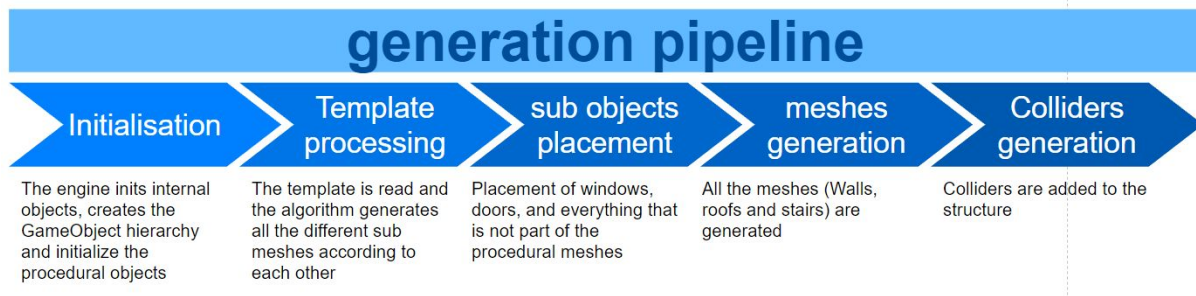 generation pipeline
Initialisation
Template
processing
sub objects
placement
meshes
generation
Colliders
generation
The engine inits internal
objects, creates the
GameObject hierarchy
and initialize the
procedural objects
The template is read and
the algorithm generates
all the different sub
meshes according to
each other
Placement of windows,
doors, and everything that
is not part of the
procedural meshes
All the meshes (Walls,
roofs and stairs) are
generated
Colliders are added to the
structure